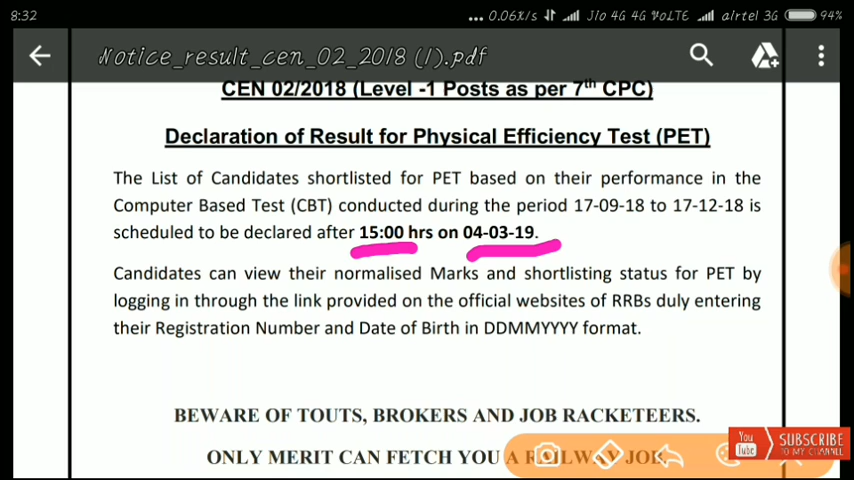 8:32 ... 0.06K/s Jio 4G 4G VoLTE airtel 3G 94%
Notice_result_cen_02_2018 (1).pdf
CEN 02/2018 (Level -1 Posts as per 7th CPC)
Declaration of Result for Physical Efficiency Test (PET)
The List of Candidates shortlisted for PET based on their performance in the
Computer Based Test (CBT) conducted during the period 17-09-18 to 17-12-18 is
scheduled to be declared after 15:00 hrs on 04-03-19.
Candidates can view their normalised Marks and shortlisting status for PET by
logging in through the link provided on the official websites of RRBs duly entering
their Registration Number and Date of Birth in DDMMYYYY format.
BEWARE OF TOUTS, BROKERS AND JOB RACKETEERS.
ONLY MERIT CAN FETCH YOU A RAILWAY JOB.
You Tube SUBSCRIBE
TO MY CHANNEL